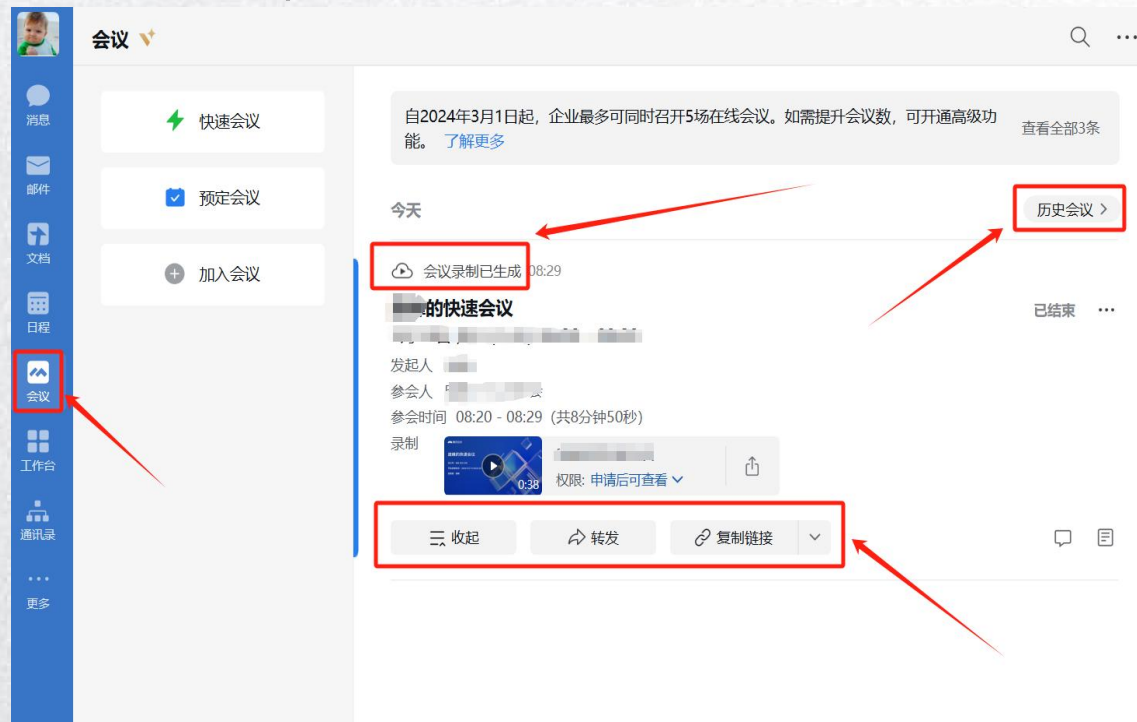 会议
消息
邮件
文档
日程
会议
工作台
通讯录
更多
快速会议
预定会议
加入会议
自2024年3月1日起，企业最多可同时召开5场在线会议。如需提升会议数，可开通高级功
能。 了解更多
查看全部3条
今天
历史会议
会议录制已生成 08:29
的快速会议
已结束
发起人
参会人
参会时间 08:20 - 08:29 (共8分钟50秒)
录制
0:38
权限: 申请后可查看
收起
转发
复制链接